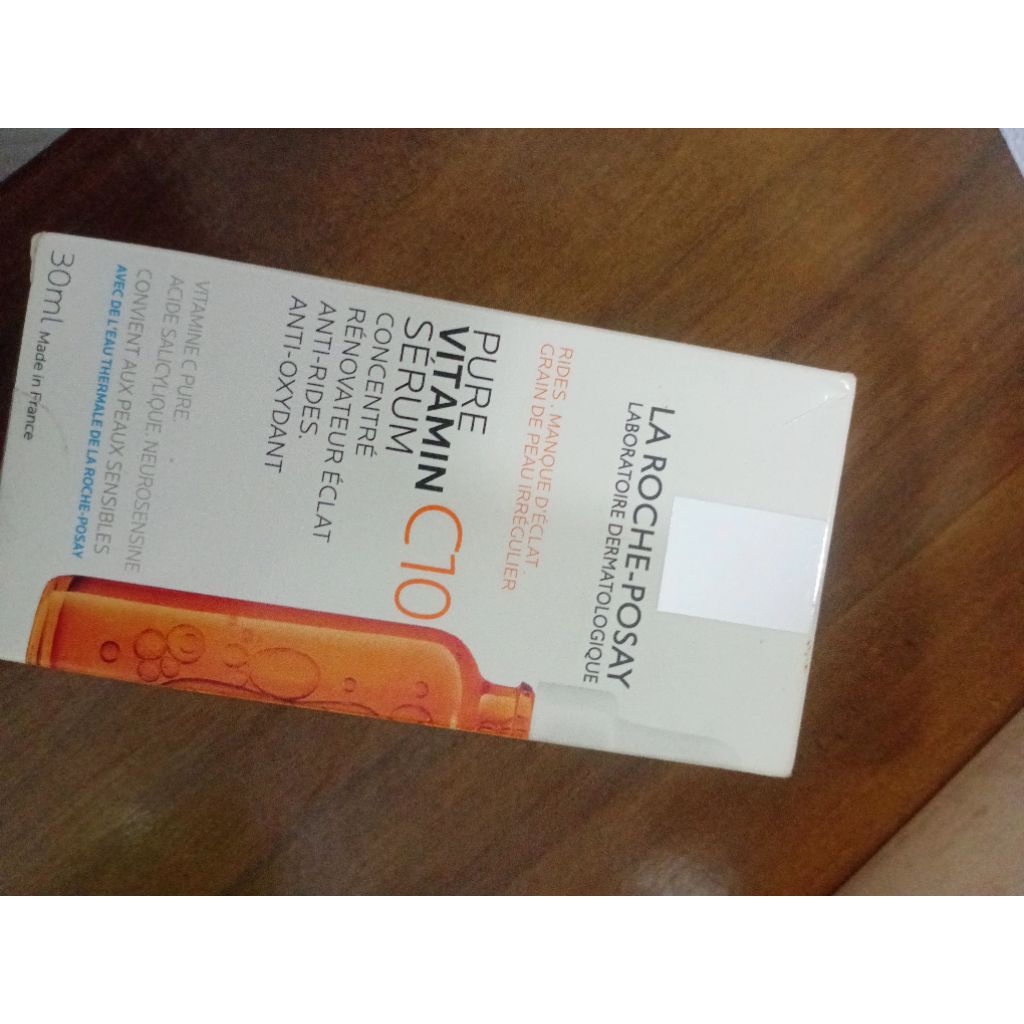 LA ROCHE-POSAY
LABORATOIRE DERMATOLOGIQUE
RIDES . MANQUE D'ÉCLAT .
GRAIN DE PEAU IRRÉGULIER
PURE
VITAMIN C10
SÉRUM
CONCENTRÉ
RÉNOVATEUR ÉCLAT
ANTI-RIDES.
ANTI-OXYDANT
VITAMINE C PURE.
ACIDE SALICYLIQUE. NEUROSENSINE
CONVIENT AUX PEAUX SENSIBLES
AVEC DE L'EAU THERMALE DE LA ROCHE-POSAY
30ml Made in France